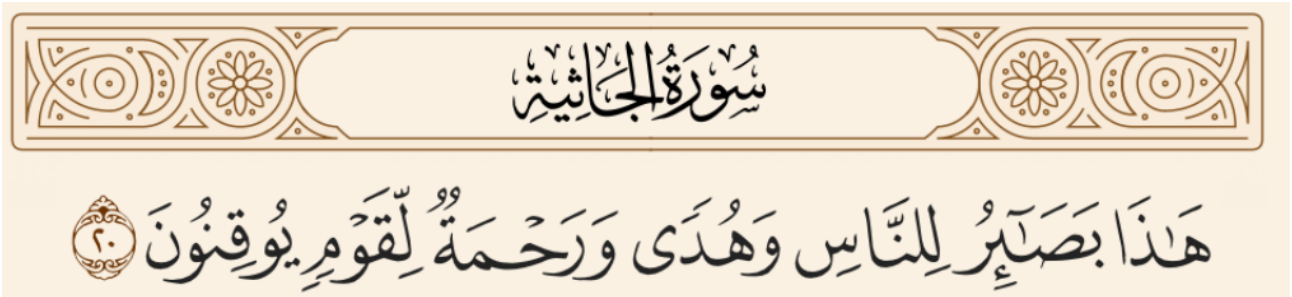 سُورَةُ الجَاثِيَةِ
هَٰذَا بَصَٰٓئِرُ لِلنَّاسِ وَهُدًى وَرَحْمَةٌ لِّقَوْمٍ يُوقِنُونَ ٢٠